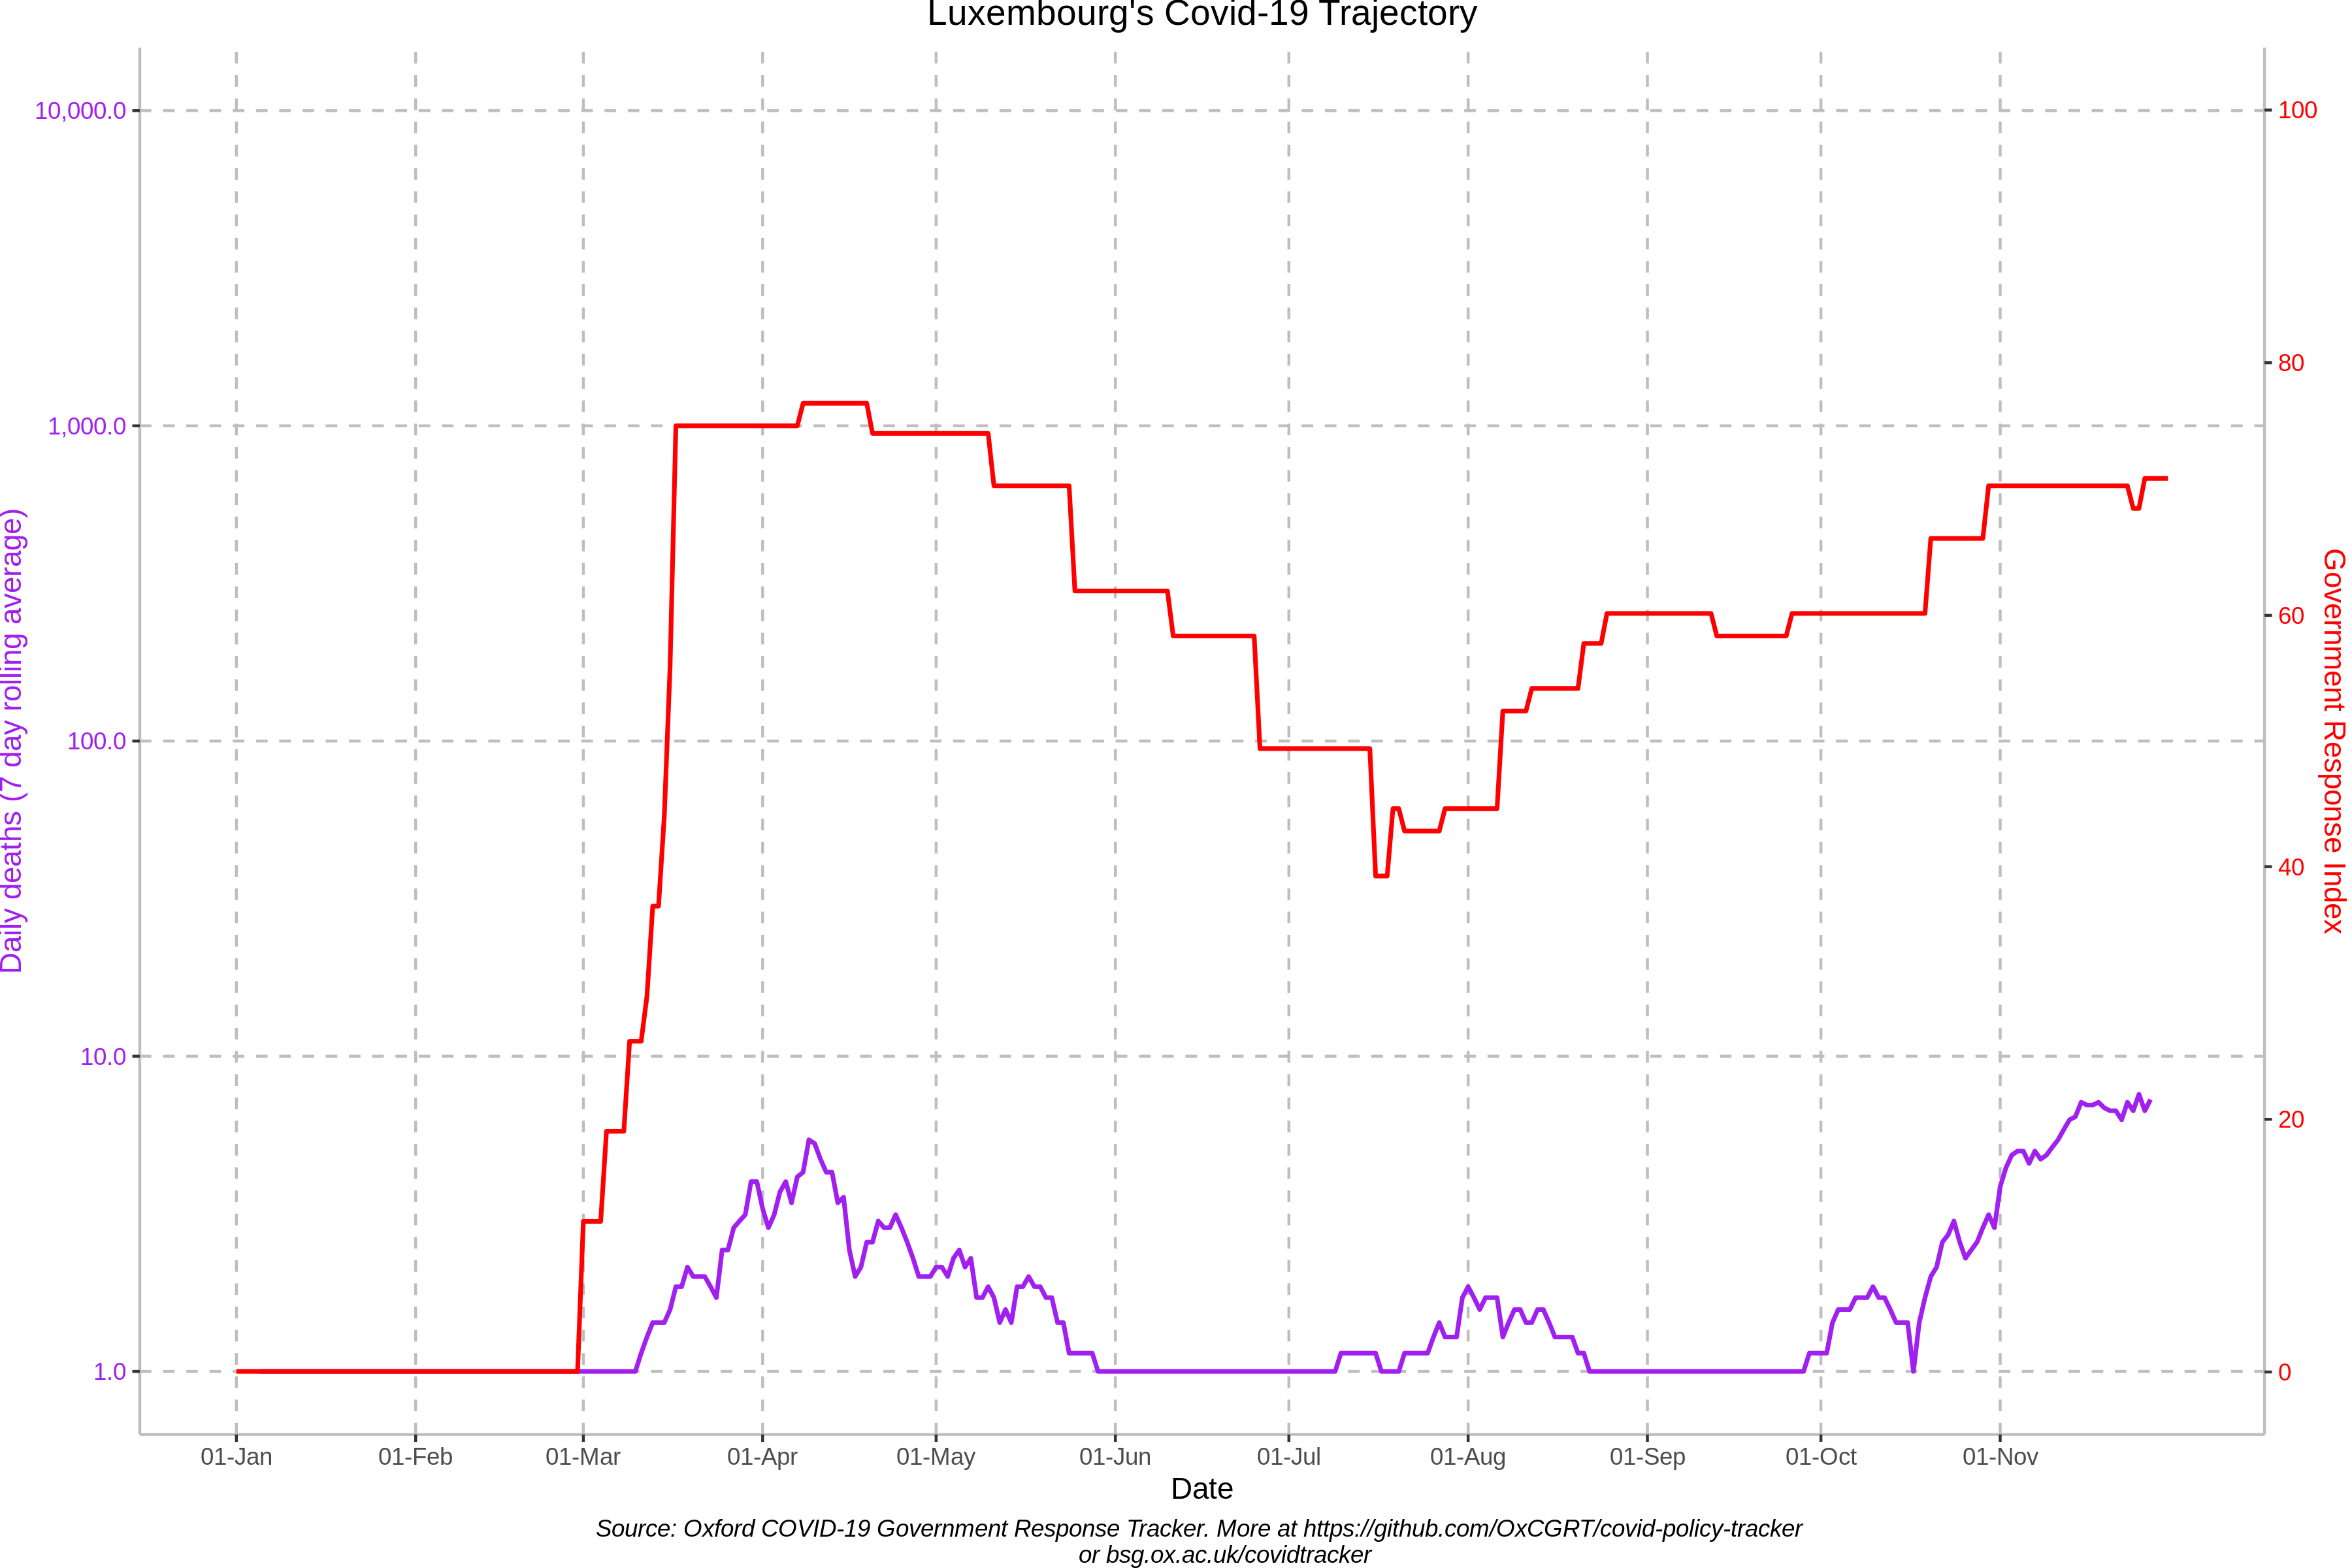 Luxembourg's Covid-19 Trajectory
10,000.0
1,000.0
100.0
10.0
1.0
Daily deaths (7 day rolling average)
100
80
60
40
20
0
Government Response Index
01-Jan 01-Feb 01-Mar 01-Apr 01-May 01-Jun 01-Jul 01-Aug 01-Sep 01-Oct 01-Nov
Date
Source: Oxford COVID-19 Government Response Tracker. More at https://github.com/OxCGRT/covid-policy-tracker
or bsg.ox.ac.uk/covidtracker